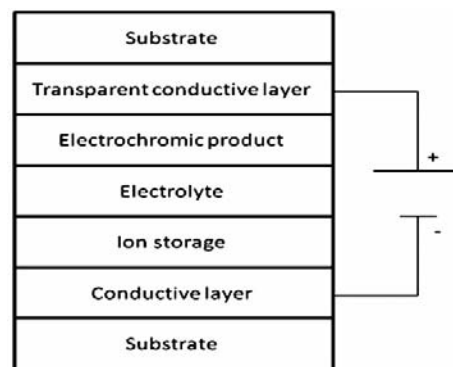 Substrate
Transparent conductive layer
+
Electrochromic product
Electrolyte
Ion storage
-
Conductive layer
Substrate